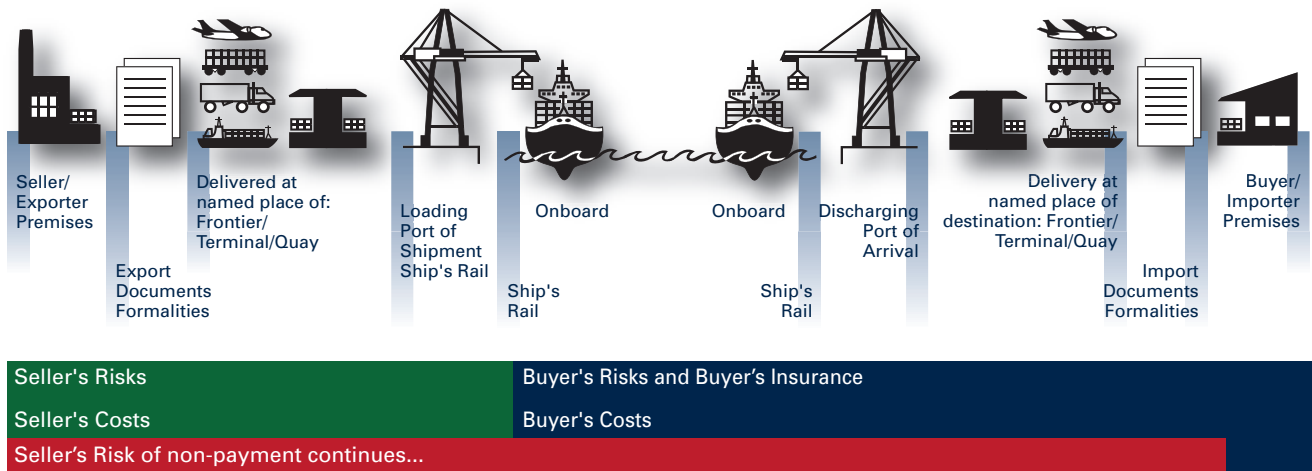 Seller/
Exporter
Premises
Export
Documents
Formalities
Delivered at
named place of:
Frontier/
Terminal/Quay
Loading
Port of
Shipment
Ship's Rail
Ship's
Rail
Onboard
Onboard
Ship's
Rail
Discharging
Port of
Arrival
Delivery at
named place of
destination: Frontier/
Terminal/Quay
Import
Documents
Formalities
Buyer/
Importer
Premises
Seller's Risks
Buyer's Risks and Buyer’s Insurance
Seller's Costs
Buyer's Costs
Seller’s Risk of non-payment continues...